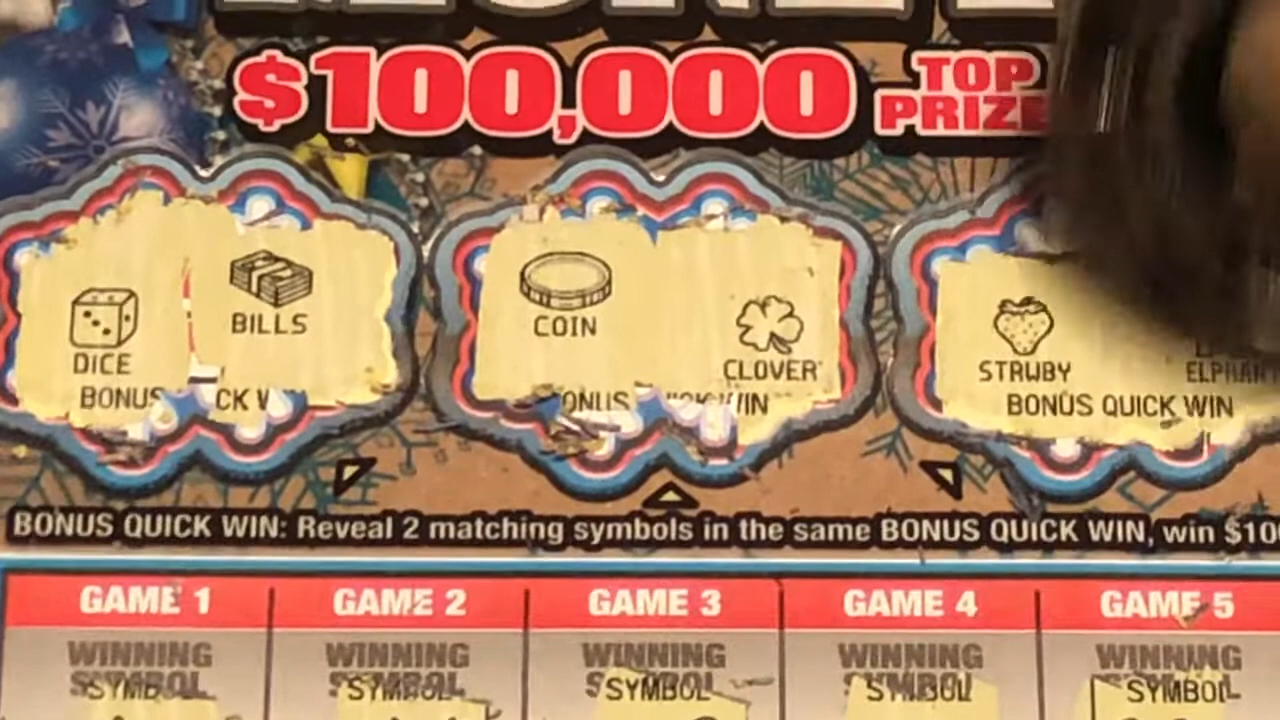 $100,000 TOP PRIZE
DICE
BILLS
BONUS
COIN
CLOVER
STRWBY
BONUS QUICK WIN
BONUS QUICK WIN: Reveal 2 matching symbols in the same BONUS QUICK WIN, win $10
GAME 1 GAME 2 GAME 3 GAME 4 GAME 5
WINNING WINNING WINNING WINNING WINNING
SYMBOL SYMBOL SYMBOL SYMBOL SYMBOL